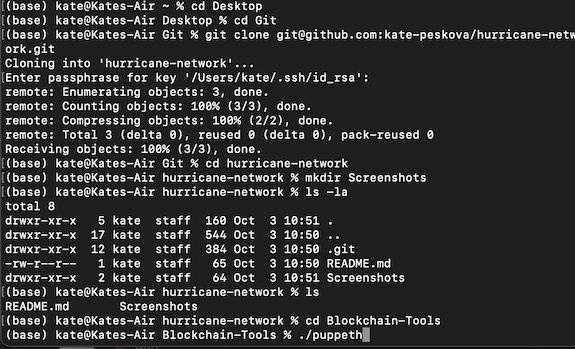 (base) kate@Kates-Air ~ % cd Desktop
(base) kate@Kates-Air Desktop % cd Git
(base) kate@Kates-Air Git % git clone git@github.com:kate-peskova/hurricane-netw
ork.git
Cloning into 'hurricane-network'...
Enter passphrase for key '/Users/kate/.ssh/id_rsa':
remote: Enumerating objects: 3, done.
remote: Counting objects: 100% (3/3), done.
remote: Compressing objects: 100% (2/2), done.
remote: Total 3 (delta 0), reused 0 (delta 0), pack-reused 0
Receiving objects: 100% (3/3), done.
(base) kate@Kates-Air Git % cd hurricane-network
(base) kate@Kates-Air hurricane-network % mkdir Screenshots
(base) kate@Kates-Air hurricane-network % ls -la
total 8
drwxr-xr-x   5 kate  staff  160 Oct  3 10:51 .
drwxr-xr-x  17 kate  staff  544 Oct  3 10:50 ..
drwxr-xr-x  12 kate  staff  384 Oct  3 10:50 .git
-rw-r--r--   1 kate  staff   65 Oct  3 10:50 README.md
drwxr-xr-x   2 kate  staff   64 Oct  3 10:51 Screenshots
(base) kate@Kates-Air hurricane-network % ls
README.md       Screenshots
(base) kate@Kates-Air hurricane-network % cd Blockchain-Tools
(base) kate@Kates-Air Blockchain-Tools % ./puppeth